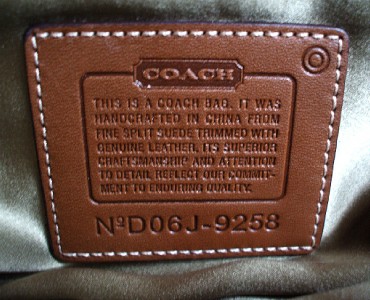 COACH
THIS IS A COACH BAG. IT WAS
HANDCRAFTED IN CHINA FROM
FINE SPLIT SUEDE TRIMMED WITH
GENUINE LEATHER. ITS SUPERIOR
CRAFTSMANSHIP AND ATTENTION
TO DETAIL REFLECT OUR COMMIT-
MENT TO ENDURING QUALITY.
NºD06J-9258